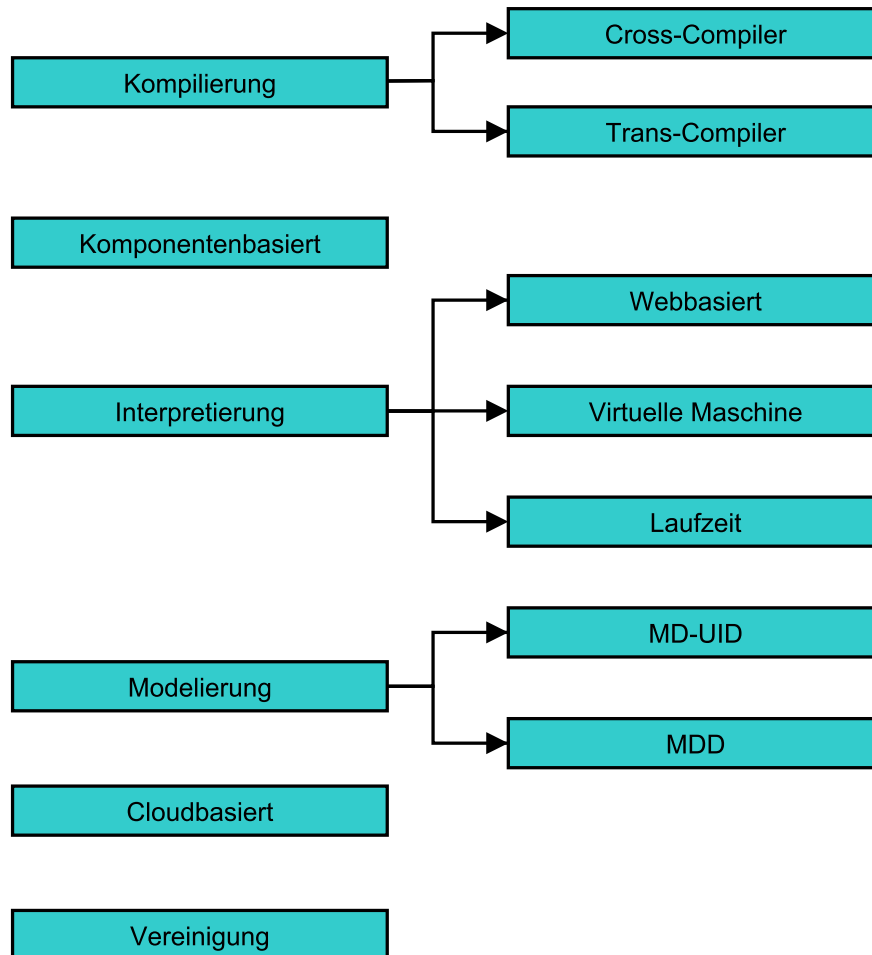 Kompilierung
Cross-Compiler
Trans-Compiler
Komponentenbasiert
Interpretierung
Webbasiert
Virtuelle Maschine
Laufzeit
Modelierung
MD-UID
MDD
Cloudbasiert
Vereinigung